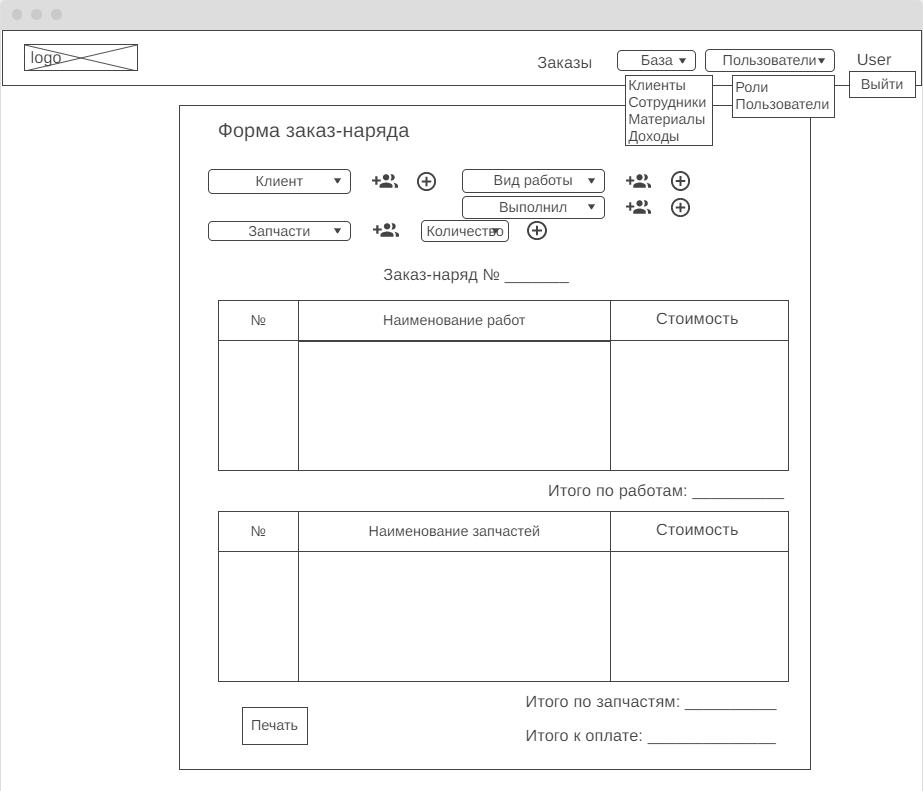 logo
Заказы
База
Пользователи
User
Клиенты
Сотрудники
Материалы
Доходы
Роли
Пользователи
Выйти
Форма заказ-наряда
Клиент
Вид работы
Выполнил
Запчасти
Количество
Заказ-наряд № _______
№
Наименование работ
Стоимость
Итого по работам: __________
№
Наименование запчастей
Стоимость
Итого по запчастям: __________
Печать
Итого к оплате: ______________